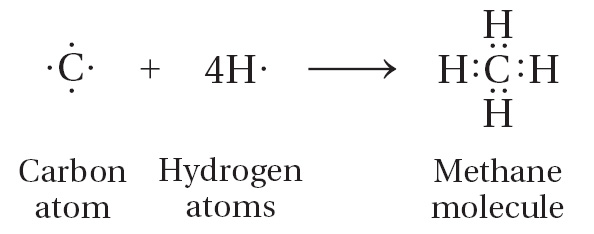 H
·Ċ̣· + 4H· ⟶ H:C̤̈:H
H
Carbon atom
Hydrogen atoms
Methane molecule